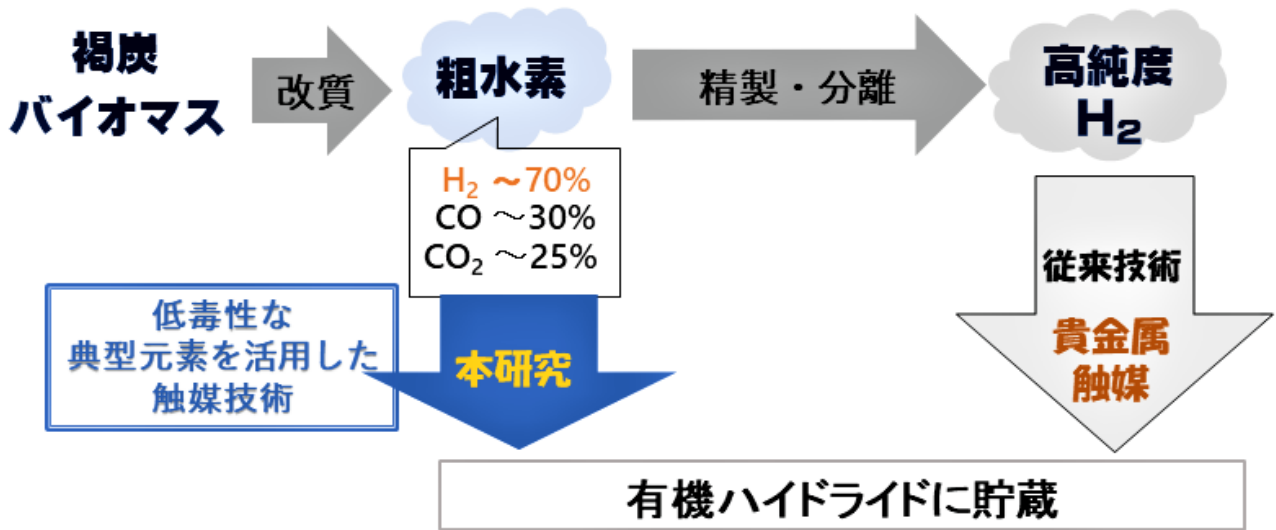 褐炭
バイオマス
改質
粗水素
精製・分離
高純度
H₂
H₂ ～70%
CO ～30%
CO₂ ～25%
低毒性な
典型元素を活用した
触媒技術
本研究
従来技術
貴金属
触媒
有機ハイドライドに貯蔵